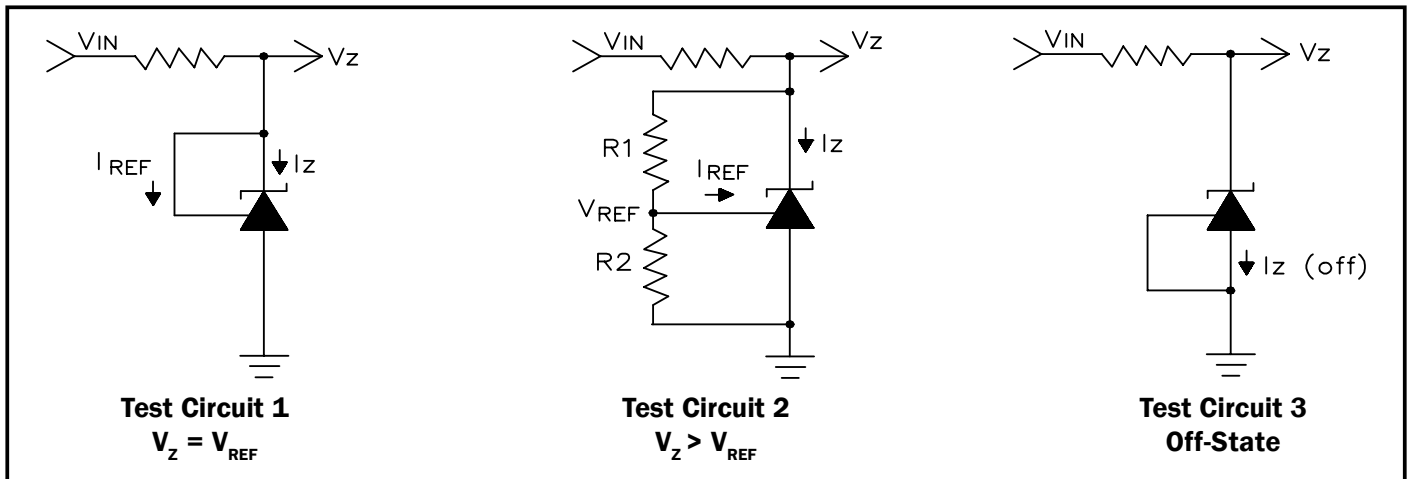 VIN
Vz
IREF
Iz
Test Circuit 1
VZ = VREF
VIN
Vz
R1
Iz
IREF
VREF
R2
Test Circuit 2
VZ > VREF
VIN
Vz
Iz (off)
Test Circuit 3
Off-State